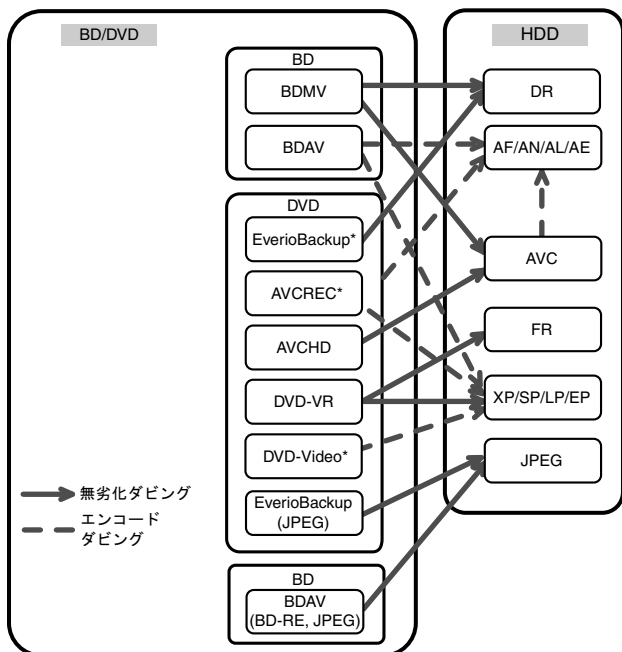 BD/DVD
BD
BDMV
BDAV
DVD
EverioBackup*
AVCREC*
AVCHD
DVD-VR
DVD-Video*
EverioBackup
(JPEG)
BD
BDAV
(BD-RE, JPEG)
無劣化ダビング
エンコード
ダビング
HDD
DR
AF/AN/AL/AE
AVC
FR
XP/SP/LP/EP
JPEG